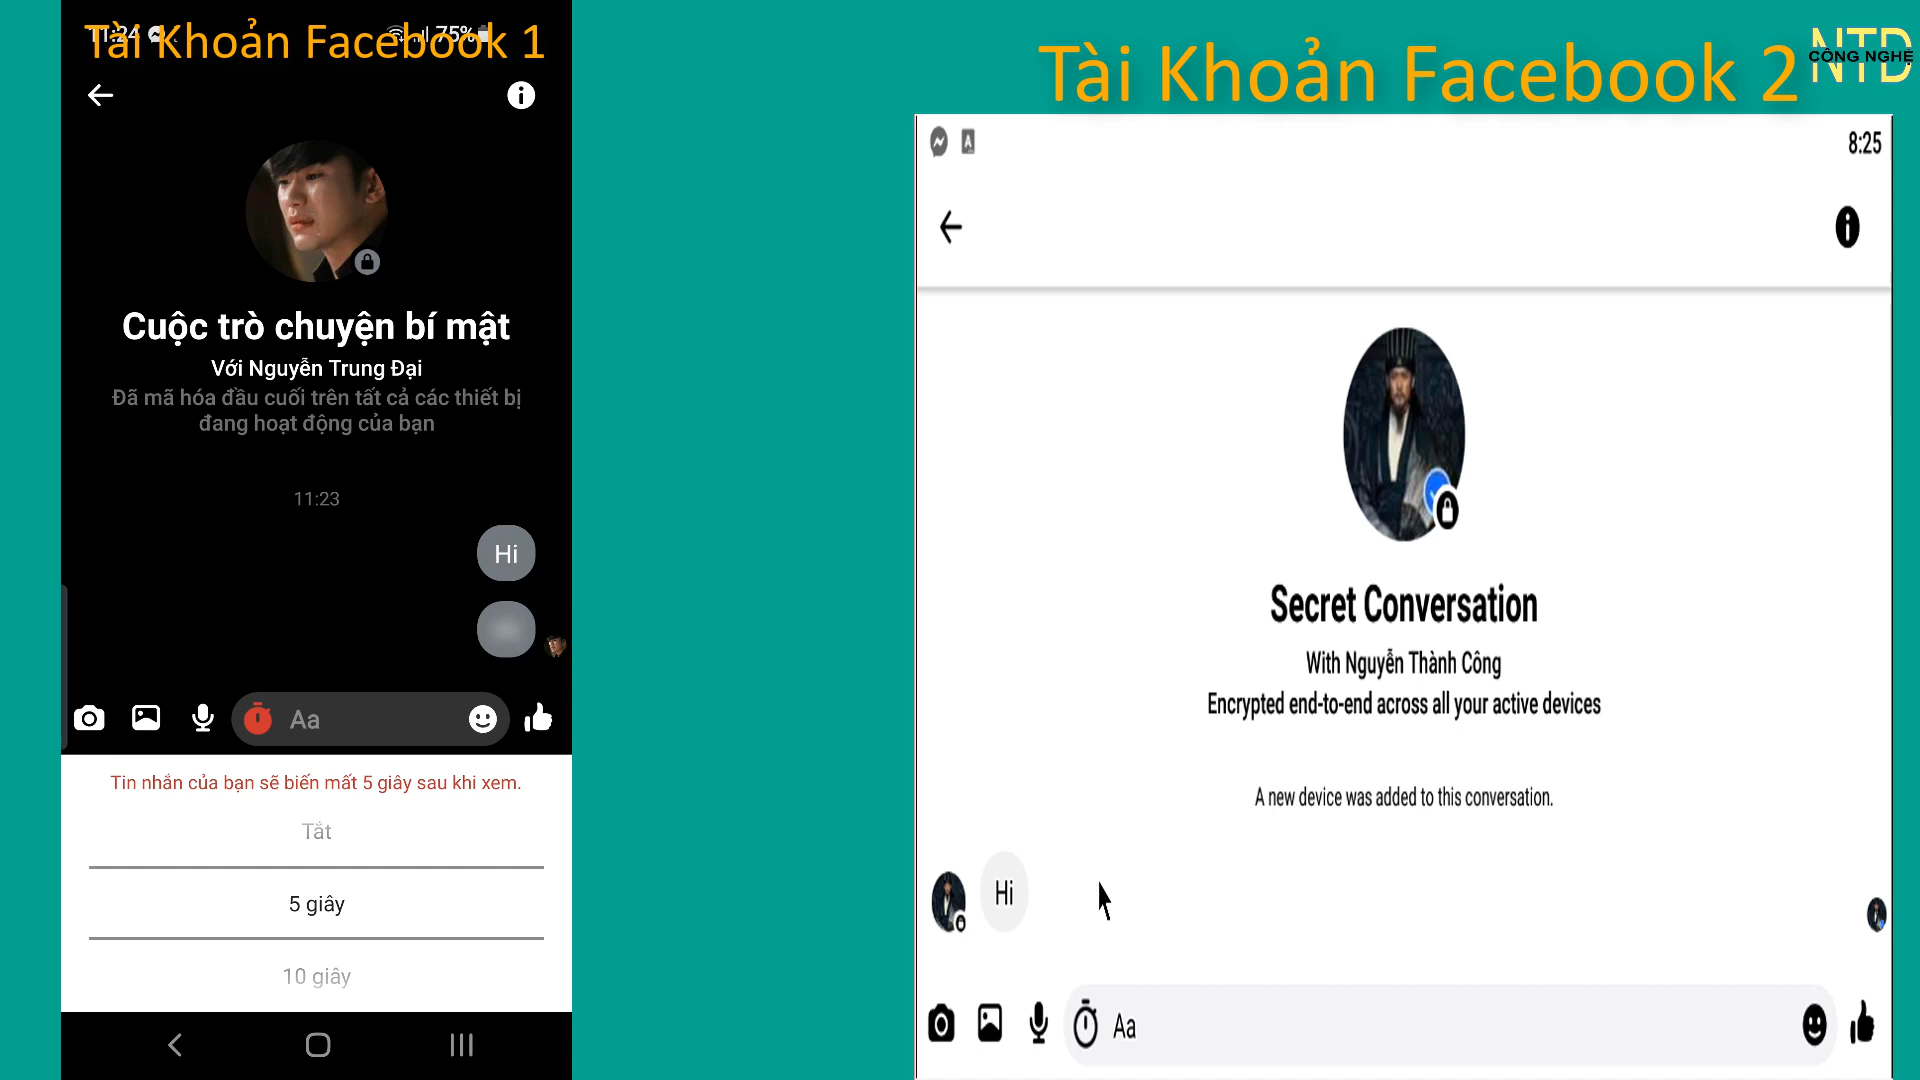 Tài Khoản Facebook 1
11:24
75%
Cuộc trò chuyện bí mật
Với Nguyễn Trung Đại
Đã mã hóa đầu cuối trên tất cả các thiết bị
đang hoạt động của bạn
11:23
Hi
Aa
Tin nhắn của bạn sẽ biến mất 5 giây sau khi xem.
Tắt
5 giây
10 giây
Tài Khoản Facebook 2
NTD
CÔNG NGHỆ
A
8:25
Secret Conversation
With Nguyễn Thành Công
Encrypted end-to-end across all your active devices
A new device was added to this conversation.
Hi
Aa